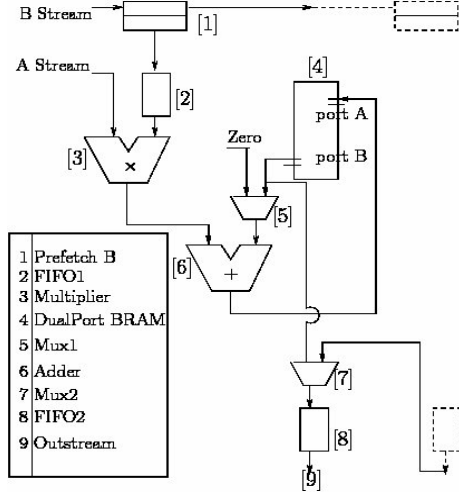 B Stream
[1]
A Stream
[2]
[4]
port A
[3]
×
Zero
port B
[5]
[6]
+
1 Prefetch B
2 FIFO1
3 Multiplier
4 DualPort BRAM
5 Mux1
6 Adder
7 Mux2
8 FIFO2
9 Outstream
[7]
[8]
[9]